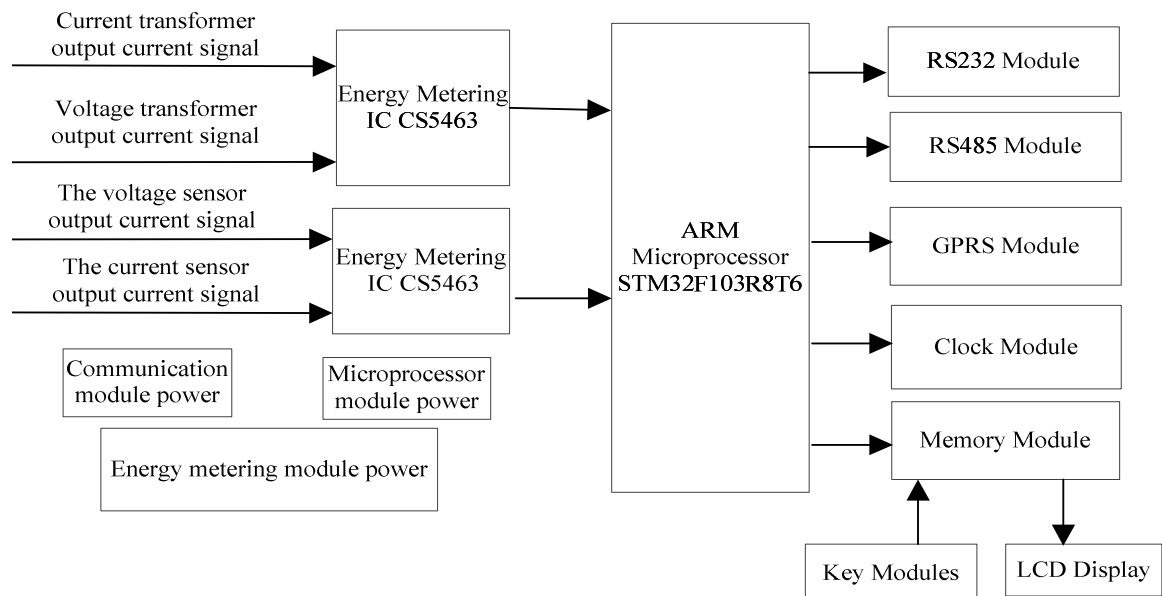 Current transformer
output current signal
Voltage transformer
output current signal
The voltage sensor
output current signal
The current sensor
output current signal
Energy Metering
IC CS5463
Energy Metering
IC CS5463
ARM
Microprocessor
STM32F103R8T6
RS232 Module
RS485 Module
GPRS Module
Clock Module
Memory Module
Key Modules
LCD Display
Communication
module power
Microprocessor
module power
Energy metering module power